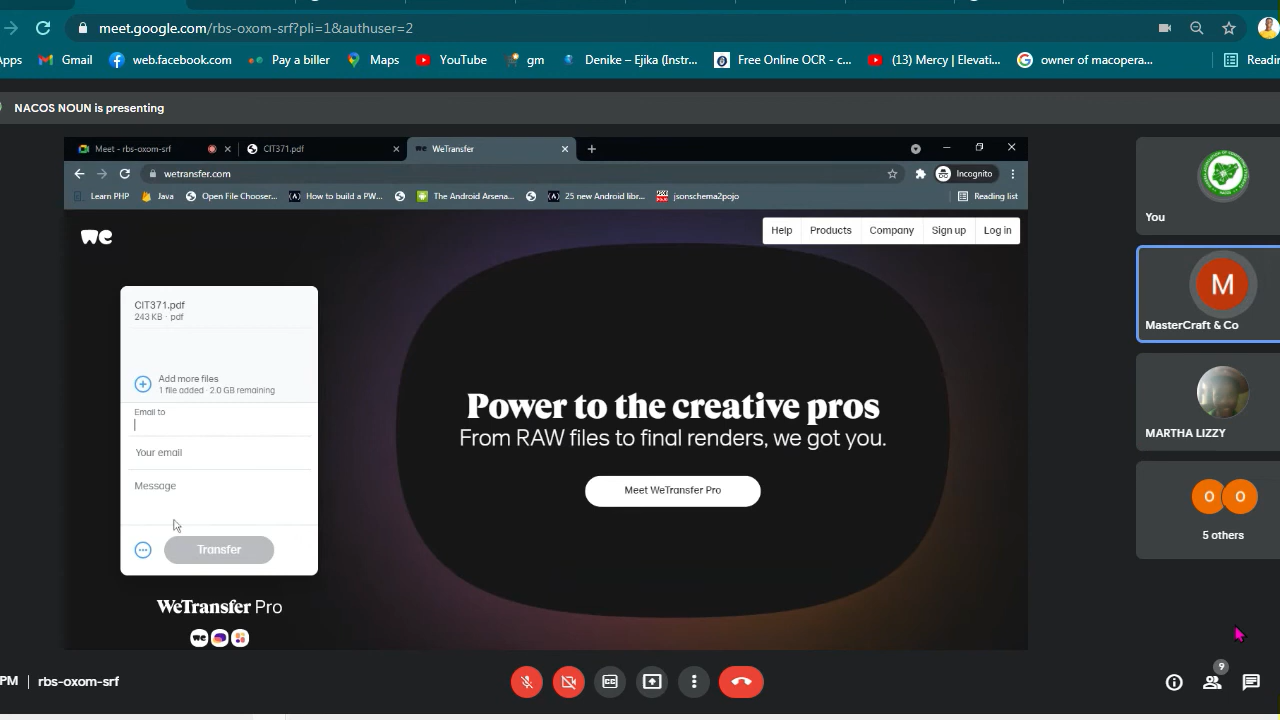 meet.google.com/rbs-oxom-srf?pli=1&authuser=2
Apps Gmail web.facebook.com Pay a biller Maps YouTube gm Denike – Ejika (Instr... Free Online OCR - c... (13) Mercy | Elevati... owner of macopera...
NACOS NOUN is presenting
Meet - rbs-oxom-srf CIT371.pdf WeTransfer
wetransfer.com Incognito
Learn PHP Java Open File Chooser... How to build a PW... The Android Arsena... 25 new Android libr... jsonschema2pojo Reading list
we Help Products Company Sign up Log in
CIT371.pdf
243 KB · pdf
Add more files
1 file added · 2.0 GB remaining
Email to
Your email
Message
Transfer
WeTransfer Pro
we
Power to the creative pros
From RAW files to final renders, we got you.
Meet WeTransfer Pro
You
M
MasterCraft & Co
MARTHA LIZZY
O O
5 others
PM | rbs-oxom-srf
9